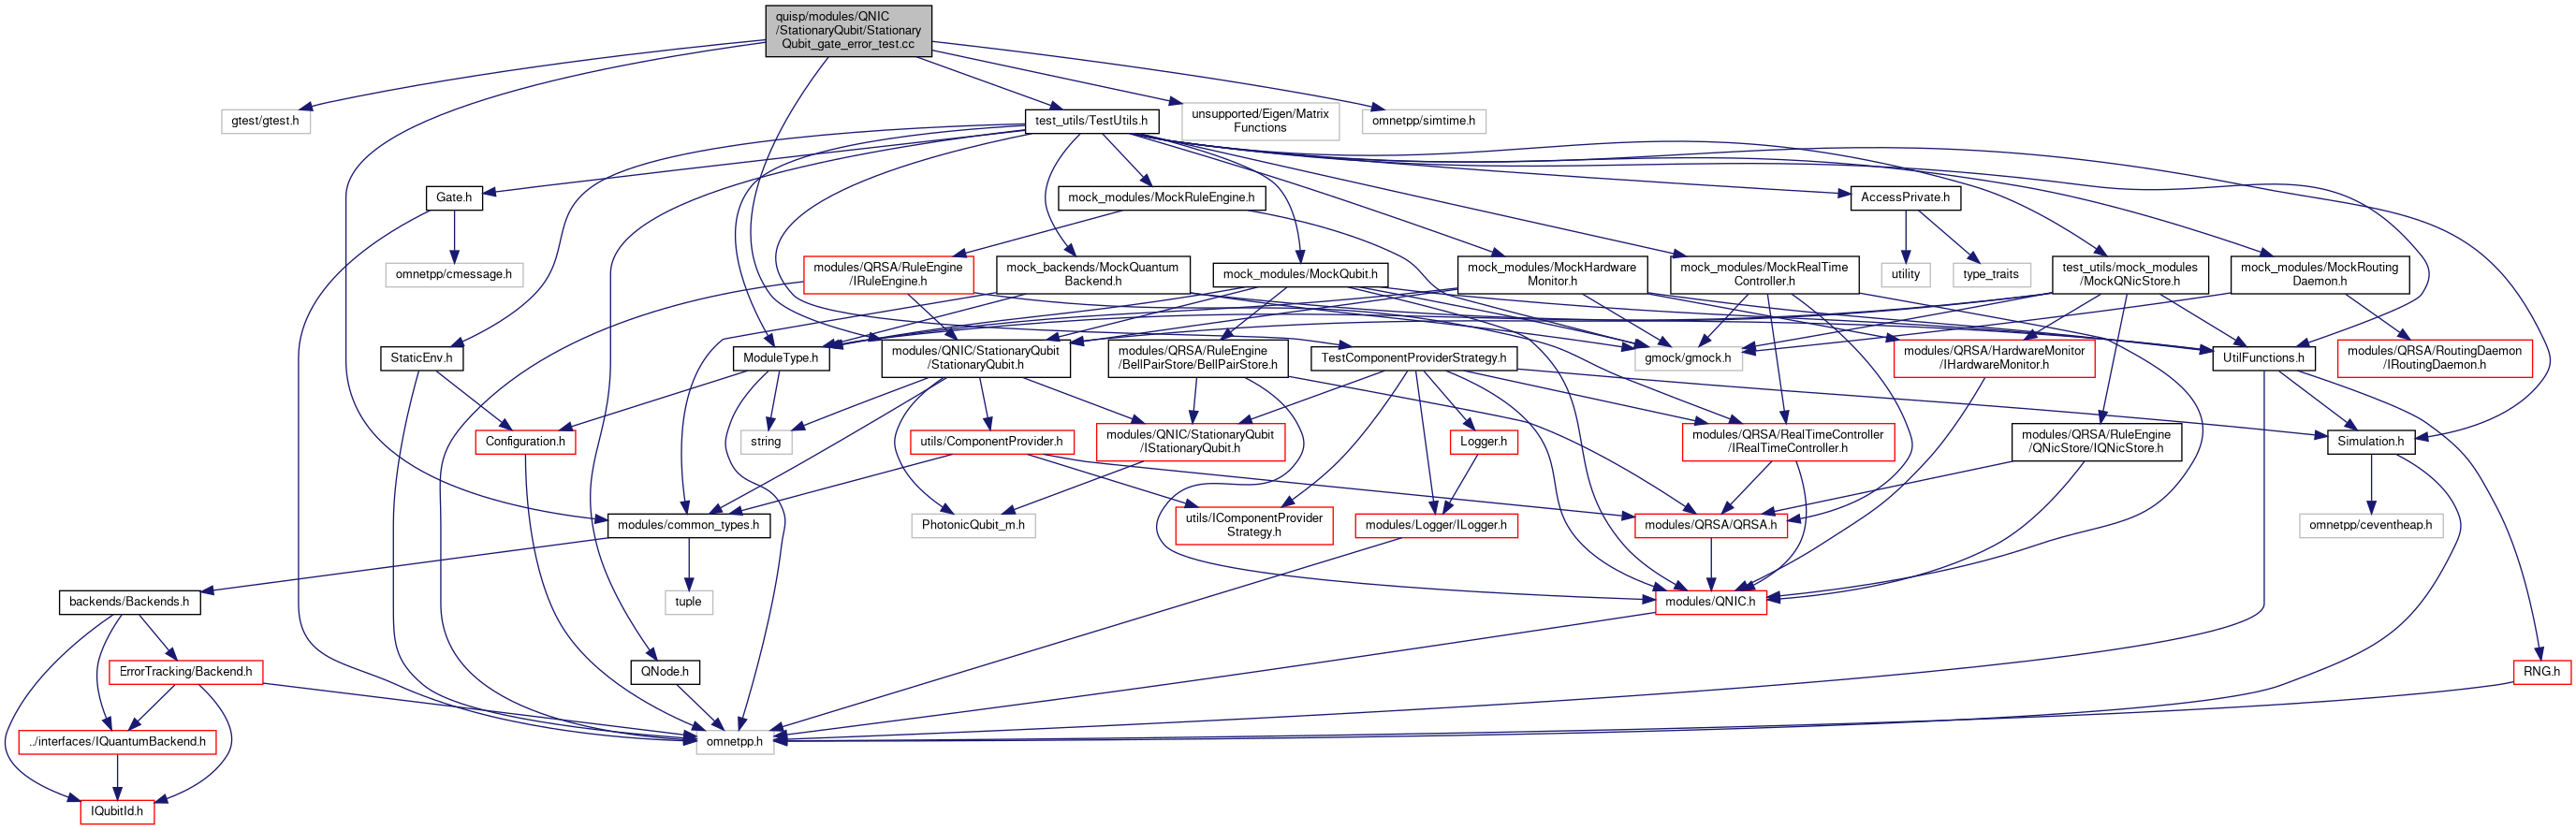 quisp/modules/QNIC
/StationaryQubit/Stationary
Qubit_gate_error_test.cc
gtest/gtest.h
test_utils/TestUtils.h
unsupported/Eigen/Matrix
Functions
omnetpp/simtime.h
Gate.h
mock_modules/MockRuleEngine.h
AccessPrivate.h
omnetpp/cmessage.h
modules/QRSA/RuleEngine
/IRuleEngine.h
mock_backends/MockQuantum
Backend.h
mock_modules/MockQubit.h
mock_modules/MockHardware
Monitor.h
mock_modules/MockRealTime
Controller.h
utility
type_traits
test_utils/mock_modules
/MockQNicStore.h
mock_modules/MockRouting
Daemon.h
StaticEnv.h
ModuleType.h
modules/QNIC/StationaryQubit
/StationaryQubit.h
modules/QRSA/RuleEngine
/BellPairStore/BellPairStore.h
TestComponentProviderStrategy.h
gmock/gmock.h
modules/QRSA/HardwareMonitor
/IHardwareMonitor.h
UtilFunctions.h
modules/QRSA/RoutingDaemon
/IRoutingDaemon.h
Configuration.h
string
utils/ComponentProvider.h
modules/QNIC/StationaryQubit
/IStationaryQubit.h
Logger.h
modules/QRSA/RealTimeController
/IRealTimeController.h
modules/QRSA/RuleEngine
/QNicStore/IQNicStore.h
Simulation.h
modules/common_types.h
PhotonicQubit_m.h
utils/IComponentProvider
Strategy.h
modules/Logger/ILogger.h
modules/QRSA/QRSA.h
omnetpp/ceventheap.h
backends/Backends.h
tuple
modules/QNIC.h
ErrorTracking/Backend.h
QNode.h
RNG.h
../interfaces/IQuantumBackend.h
omnetpp.h
IQubitId.h